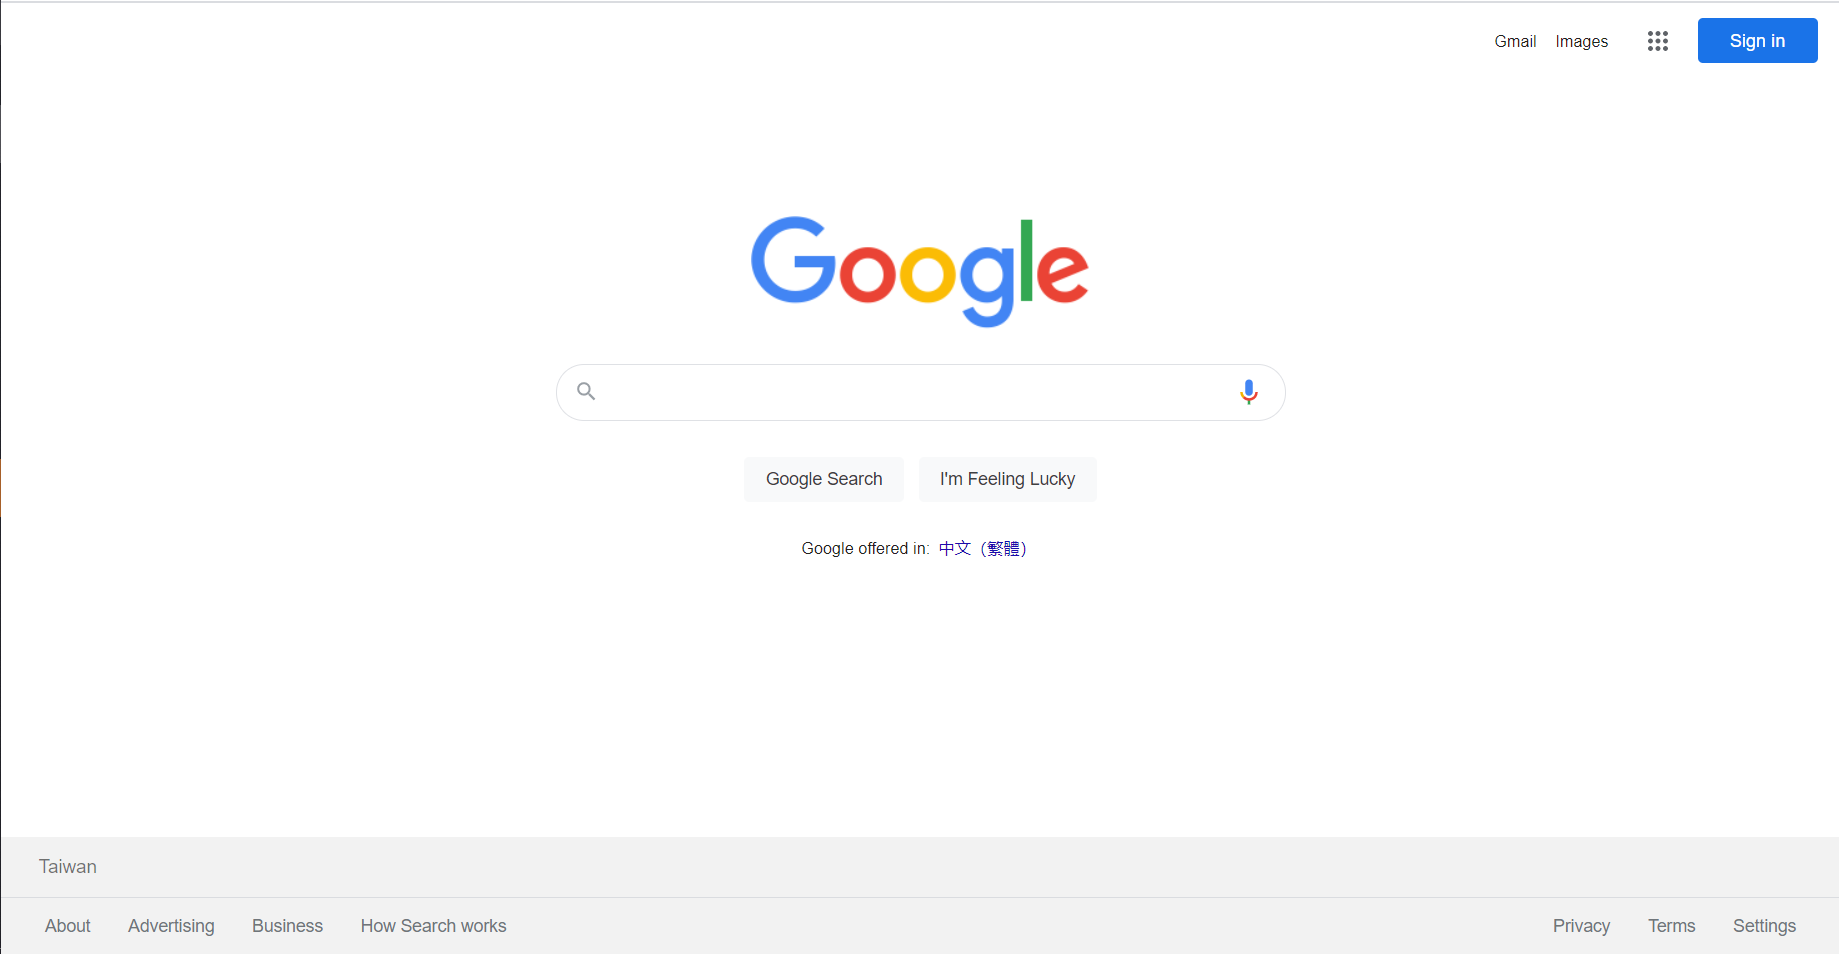 Gmail Images Sign in
Google
Google Search I'm Feeling Lucky
Google offered in: 中文（繁體）
Taiwan
About Advertising Business How Search works Privacy Terms Settings